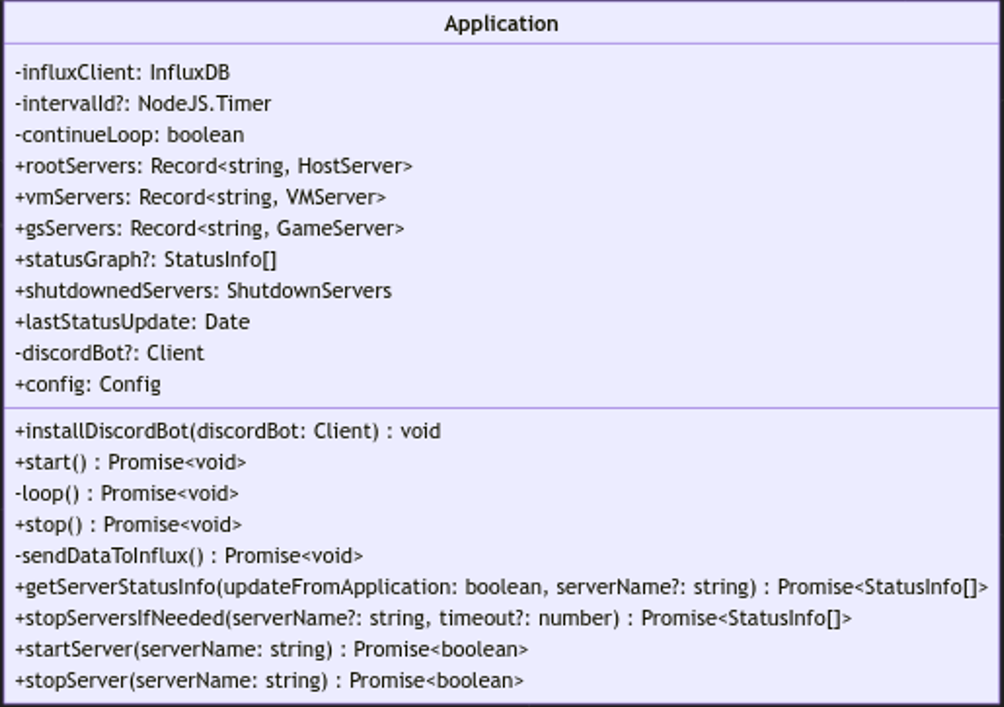 Application
-influxClient: InfluxDB
-intervalId?: NodeJS.Timer
-continueLoop: boolean
+rootServers: Record<string, HostServer>
+vmServers: Record<string, VMServer>
+gsServers: Record<string, GameServer>
+statusGraph?: StatusInfo[]
+shutdownedServers: ShutdownServers
+lastStatusUpdate: Date
-discordBot?: Client
+config: Config
+installDiscordBot(discordBot: Client) : void
+start() : Promise<void>
-loop() : Promise<void>
+stop() : Promise<void>
-sendDataToInflux() : Promise<void>
+getServerStatusInfo(updateFromApplication: boolean, serverName?: string) : Promise<StatusInfo[]>
+stopServersIfNeeded(serverName?: string, timeout?: number) : Promise<StatusInfo[]>
+startServer(serverName: string) : Promise<boolean>
+stopServer(serverName: string) : Promise<boolean>